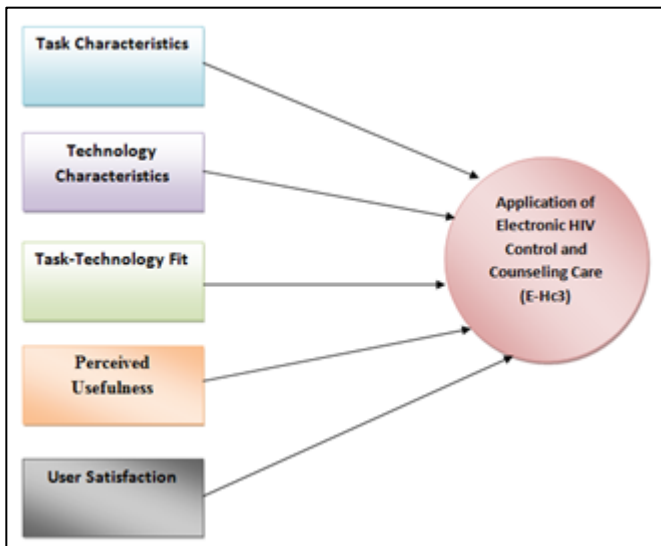 Task Characteristics
Technology
Characteristics
Task-Technology Fit
Perceived
Usefulness
User Satisfaction
Application of
Electronic HIV
Control and
Counseling Care
(E-Hc3)